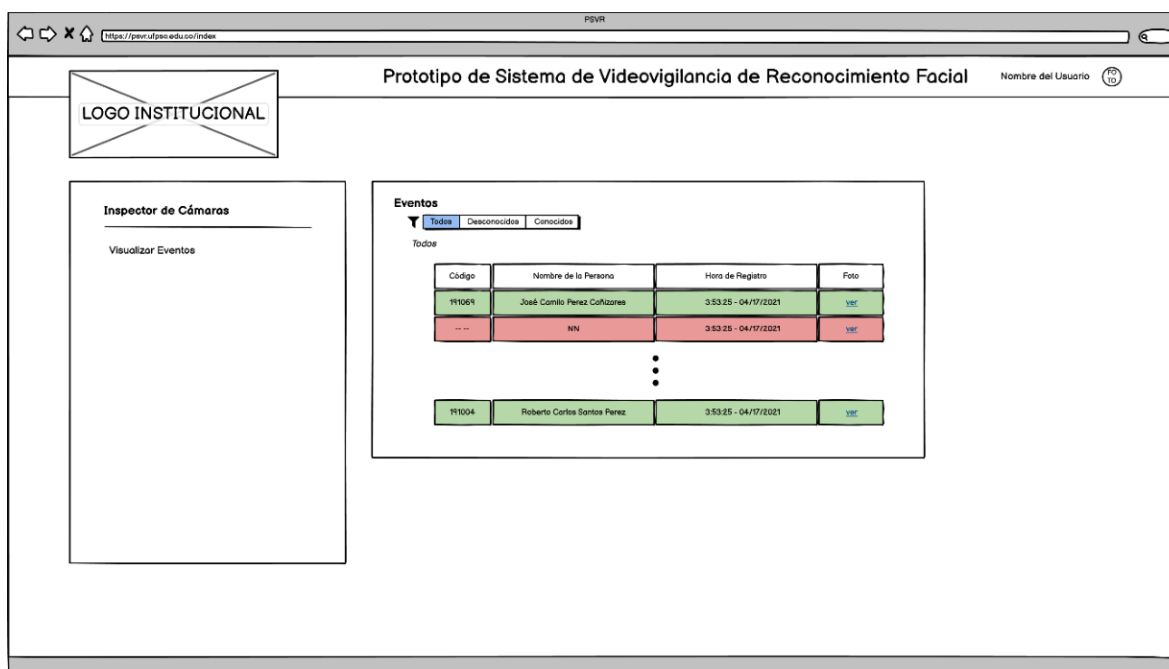 PSVR
https://psvr.ufpso.edu.co/index
Prototipo de Sistema de Videovigilancia de Reconocimiento Facial
Nombre del Usuario
FO
TO
LOGO INSTITUCIONAL
Inspector de Cámaras
Visualizar Eventos
Eventos
Todos Desconocidos Conocidos
Todos
Código Nombre de la Persona Hora de Registro Foto
191069 José Camilo Perez Cañizares 3:53:25 - 04/17/2021 ver
-- -- NN 3:53:25 - 04/17/2021 ver
191004 Roberto Carlos Santos Perez 3:53:25 - 04/17/2021 ver